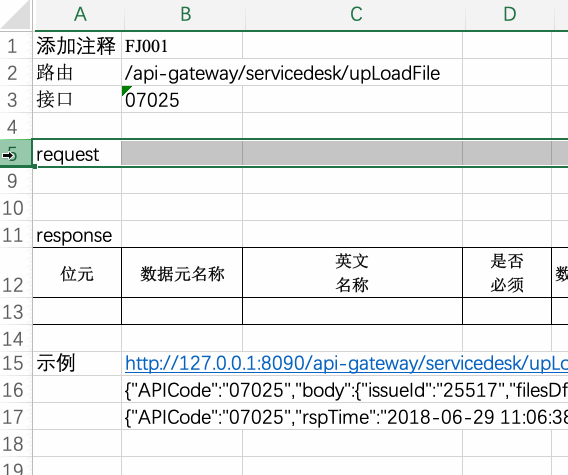 A B C D
1 添加注释 FJ001
2 路由 /api-gateway/servicedesk/upLoadFile
3 接口 07025
4
5 request
9
10
11 response
12 位元 数据元名称 英文 名称 是否 必须 数
13
14
15 示例 http://127.0.0.1:8090/api-gateway/servicedesk/upLo
16 {"APICode":"07025","body":{"issueId":"25517","filesDf
17 {"APICode":"07025","rspTime":"2018-06-29 11:06:38
18
19